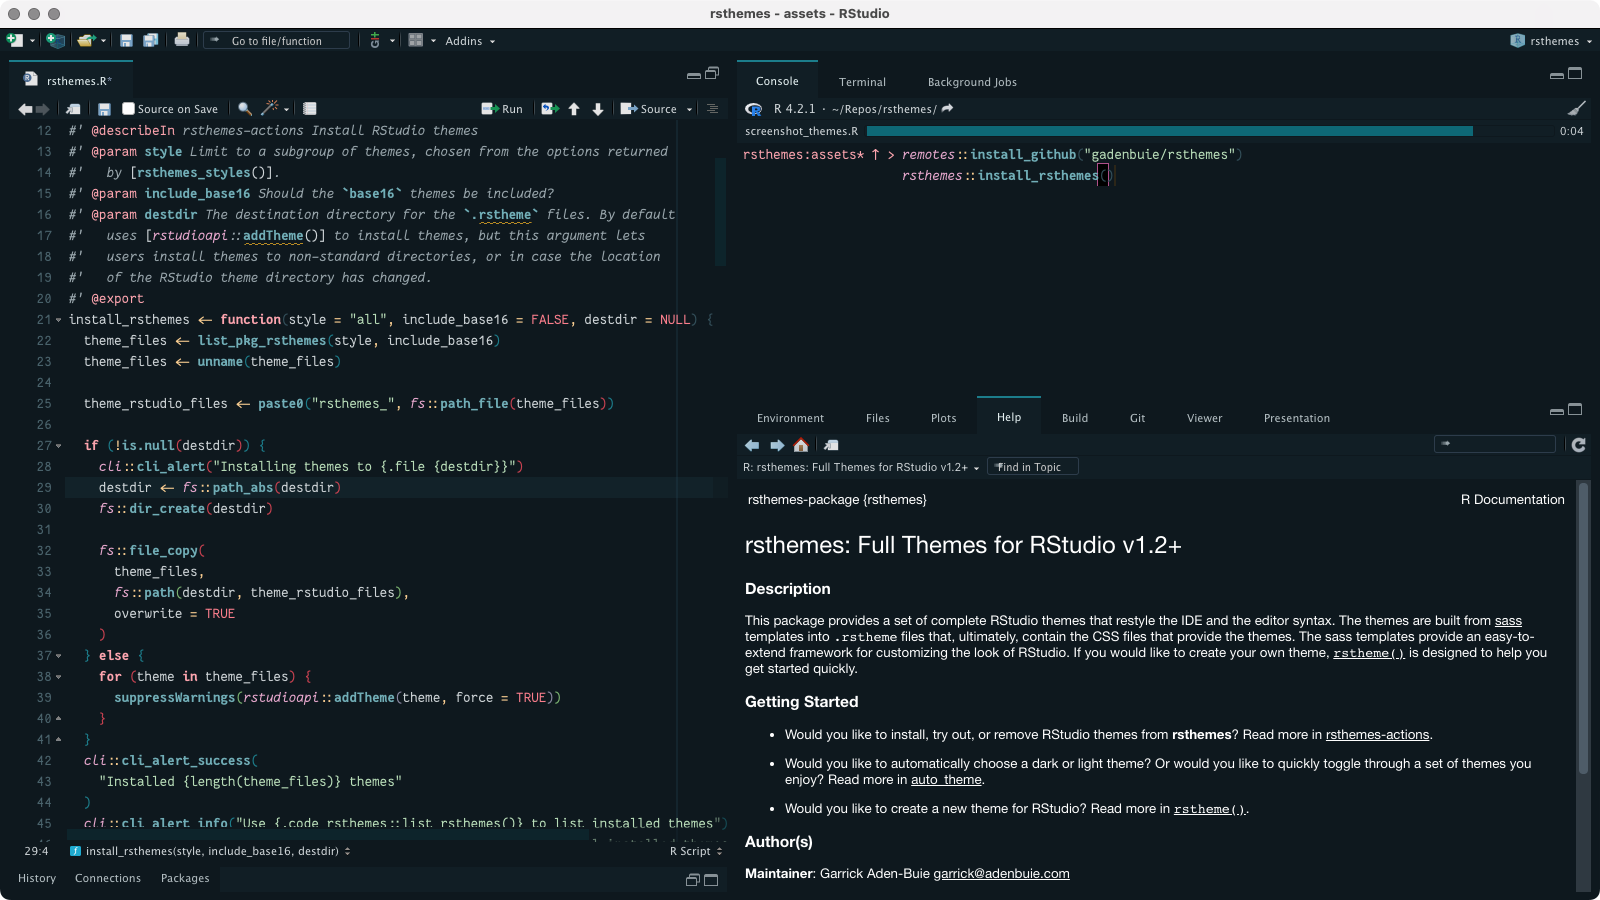 rsthemes - assets - RStudio
Go to file/function
Addins
rsthemes
rsthemes.R*
Source on Save
Run
Source
12 #' @describeIn rsthemes-actions Install RStudio themes
13 #' @param style Limit to a subgroup of themes, chosen from the options returned
14 #'   by [rsthemes_styles()].
15 #' @param include_base16 Should the `base16` themes be included?
16 #' @param destdir The destination directory for the `.rstheme` files. By default
17 #'   uses [rstudioapi::addTheme()] to install themes, but this argument lets
18 #'   users install themes to non-standard directories, or in case the location
19 #'   of the RStudio theme directory has changed.
20 #' @export
21 install_rsthemes <- function(style = "all", include_base16 = FALSE, destdir = NULL) {
22   theme_files <- list_pkg_rsthemes(style, include_base16)
23   theme_files <- unname(theme_files)
24
25   theme_rstudio_files <- paste0("rsthemes_", fs::path_file(theme_files))
26
27   if (!is.null(destdir)) {
28     cli::cli_alert("Installing themes to {.file {destdir}}")
29     destdir <- fs::path_abs(destdir)
30     fs::dir_create(destdir)
31
32     fs::file_copy(
33       theme_files,
34       fs::path(destdir, theme_rstudio_files),
35       overwrite = TRUE
36     )
37   } else {
38     for (theme in theme_files) {
39       suppressWarnings(rstudioapi::addTheme(theme, force = TRUE))
40     }
41   }
42   cli::cli_alert_success(
43     "Installed {length(theme_files)} themes"
44   )
45   cli::cli_alert_info("Use {.code rsthemes::list_rsthemes()} to list installed themes")
29:4 install_rsthemes(style, include_base16, destdir) R Script
History Connections Packages
Console Terminal Background Jobs
R 4.2.1 · ~/Repos/rsthemes/
screenshot_themes.R 0:04
rsthemes:assets* ↑ > remotes::install_github("gadenbuie/rsthemes")
rsthemes::install_rsthemes()
Environment Files Plots Help Build Git Viewer Presentation
R: rsthemes: Full Themes for RStudio v1.2+ Find in Topic
rsthemes-package {rsthemes} R Documentation
rsthemes: Full Themes for RStudio v1.2+
Description
This package provides a set of complete RStudio themes that restyle the IDE and the editor syntax. The themes are built from sass
templates into .rstheme files that, ultimately, contain the CSS files that provide the themes. The sass templates provide an easy-to-
extend framework for customizing the look of RStudio. If you would like to create your own theme, rstheme() is designed to help you
get started quickly.
Getting Started
• Would you like to install, try out, or remove RStudio themes from rsthemes? Read more in rsthemes-actions.
• Would you like to automatically choose a dark or light theme? Or would you like to quickly toggle through a set of themes you
enjoy? Read more in auto_theme.
• Would you like to create a new theme for RStudio? Read more in rstheme().
Author(s)
Maintainer: Garrick Aden-Buie garrick@adenbuie.com